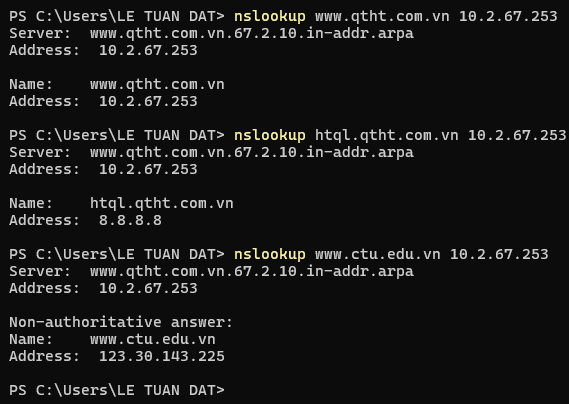 PS C:\Users\LE TUAN DAT> nslookup www.qtht.com.vn 10.2.67.253
Server:  www.qtht.com.vn.67.2.10.in-addr.arpa
Address:  10.2.67.253

Name:    www.qtht.com.vn
Address:  10.2.67.253

PS C:\Users\LE TUAN DAT> nslookup htql.qtht.com.vn 10.2.67.253
Server:  www.qtht.com.vn.67.2.10.in-addr.arpa
Address:  10.2.67.253

Name:    htql.qtht.com.vn
Address:  8.8.8.8

PS C:\Users\LE TUAN DAT> nslookup www.ctu.edu.vn 10.2.67.253
Server:  www.qtht.com.vn.67.2.10.in-addr.arpa
Address:  10.2.67.253

Non-authoritative answer:
Name:    www.ctu.edu.vn
Address:  123.30.143.225

PS C:\Users\LE TUAN DAT>